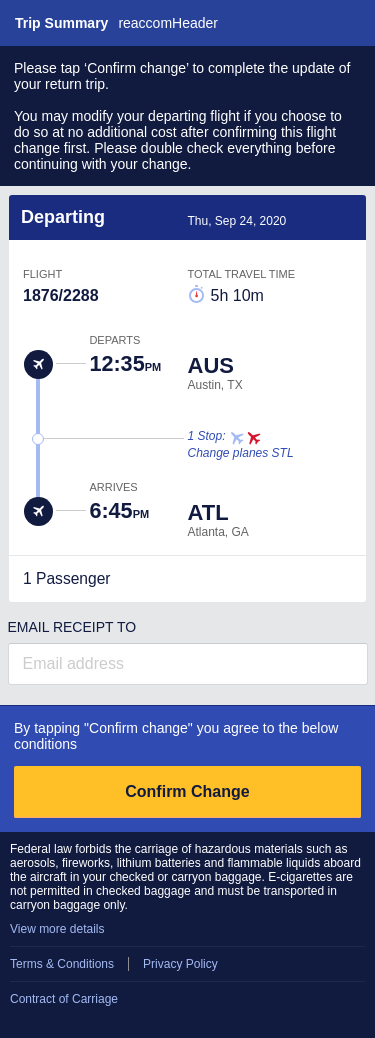 Trip Summary reaccomHeader
Please tap ‘Confirm change’ to complete the update of
your return trip.
You may modify your departing flight if you choose to
do so at no additional cost after confirming this flight
change first. Please double check everything before
continuing with your change.
Departing Thu, Sep 24, 2020
FLIGHT TOTAL TRAVEL TIME
1876/2288 5h 10m
DEPARTS
12:35PM AUS
Austin, TX
1 Stop:
Change planes STL
ARRIVES
6:45PM ATL
Atlanta, GA
1 Passenger
EMAIL RECEIPT TO
Email address
By tapping "Confirm change" you agree to the below
conditions
Confirm Change
Federal law forbids the carriage of hazardous materials such as
aerosols, fireworks, lithium batteries and flammable liquids aboard
the aircraft in your checked or carryon baggage. E-cigarettes are
not permitted in checked baggage and must be transported in
carryon baggage only.
View more details
Terms & Conditions Privacy Policy
Contract of Carriage